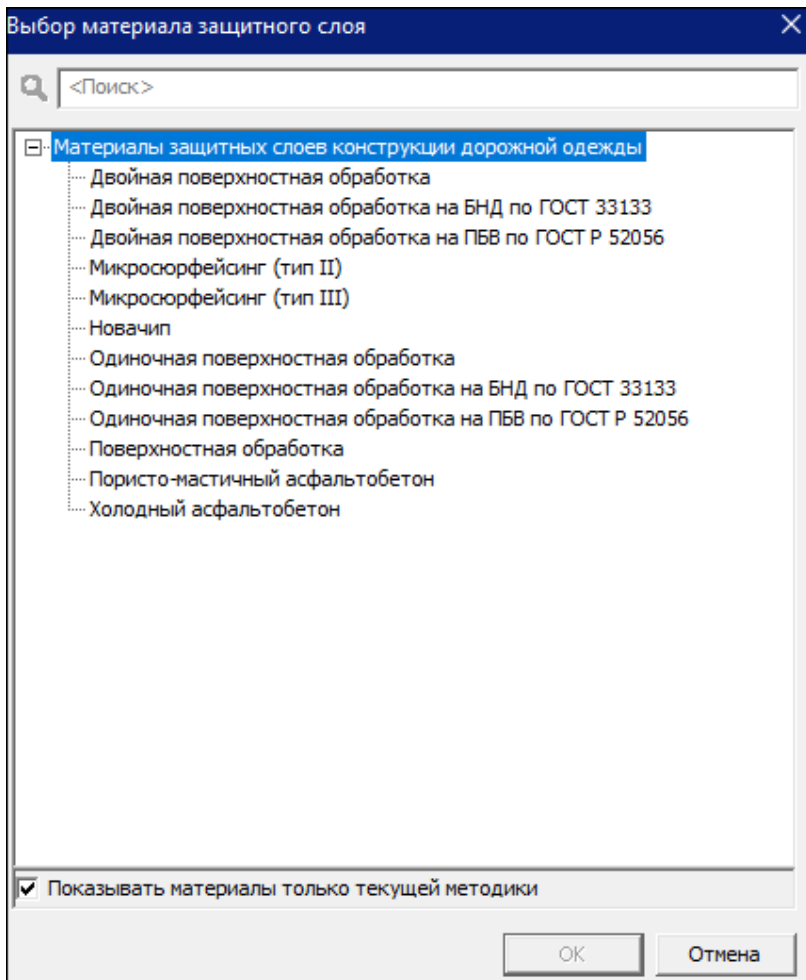 Выбор материала защитного слоя
<Поиск>
Материалы защитных слоев конструкции дорожной одежды
Двойная поверхностная обработка
Двойная поверхностная обработка на БНД по ГОСТ 33133
Двойная поверхностная обработка на ПБВ по ГОСТ Р 52056
Микросюрфейсинг (тип II)
Микросюрфейсинг (тип III)
Новачип
Одиночная поверхностная обработка
Одиночная поверхностная обработка на БНД по ГОСТ 33133
Одиночная поверхностная обработка на ПБВ по ГОСТ Р 52056
Поверхностная обработка
Пористо-мастичный асфальтобетон
Холодный асфальтобетон
Показывать материалы только текущей методики
ОК Отмена